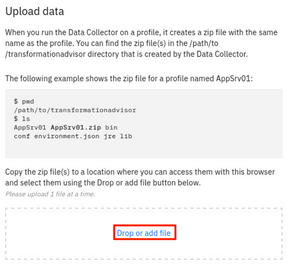 Upload data
When you run the Data Collector on a profile, it creates a zip file with the same
name as the profile. You can find the zip file(s) in the /path/to
/transformationadvisor directory that is created by the Data Collector.
The following example shows the zip file for a profile named AppSrv01:
$ pwd
/path/to/transformationadvisor
$ ls
AppSrv01 AppSrv01.zip bin
conf environment.json jre lib
Copy the zip file(s) to a location where you can access them with this browser
and select them using the Drop or add file button below.
Please upload 1 file at a time.
Drop or add file